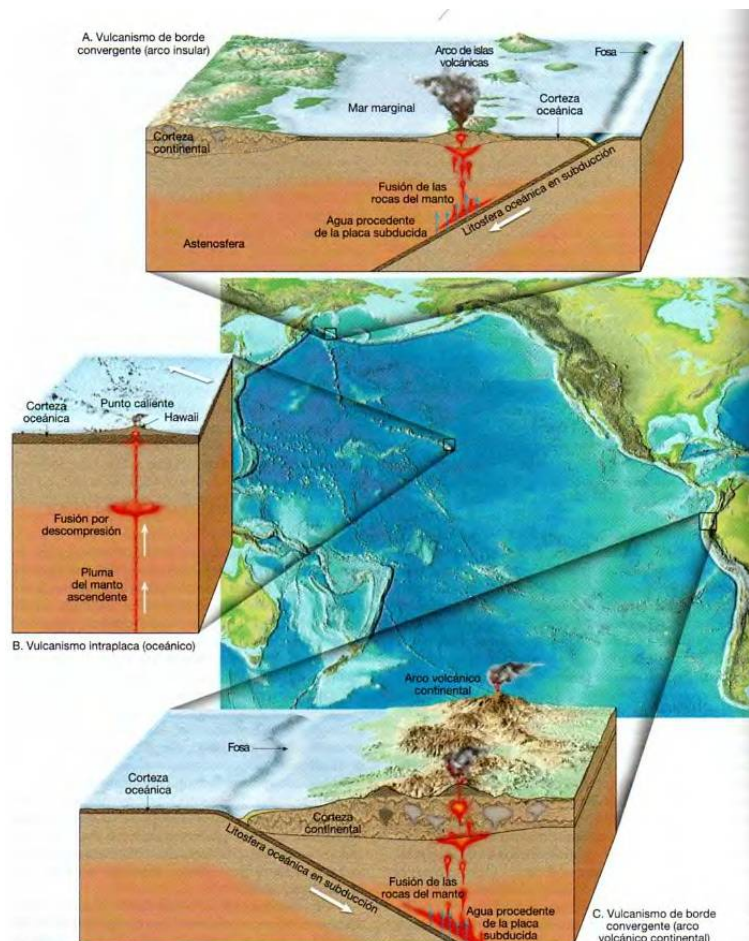 A. Vulcanismo de borde
convergente (arco insular)
Arco de islas
volcánicas
Fosa
Mar marginal
Corteza
oceánica
Corteza
continental
Fusión de las
rocas del manto
Litosfera oceánica en subducción
Agua procedente
de la placa subducida
Astenosfera
Corteza
oceánica
Punto caliente
Hawaii
Fusión por
descompresión
Pluma
del manto
ascendente
B. Vulcanismo intraplaca (oceánico)
Arco volcánico
continental
Fosa
Corteza
oceánica
Corteza
continental
Litosfera oceánica en subducción
Fusión de las
rocas del manto
Agua procedente
de la placa
subducida
C. Vulcanismo de borde
convergente (arco
volcánico continental)